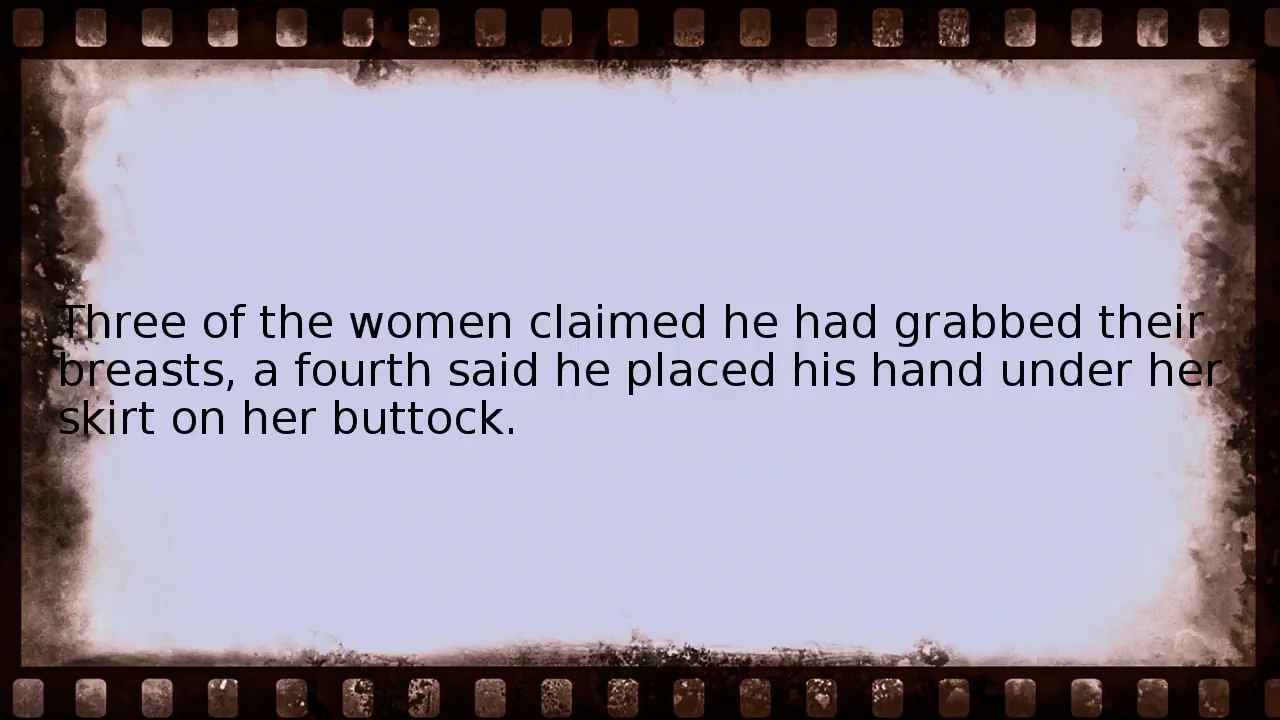 Three of the women claimed he had grabbed their
breasts, a fourth said he placed his hand under her
skirt on her buttock.